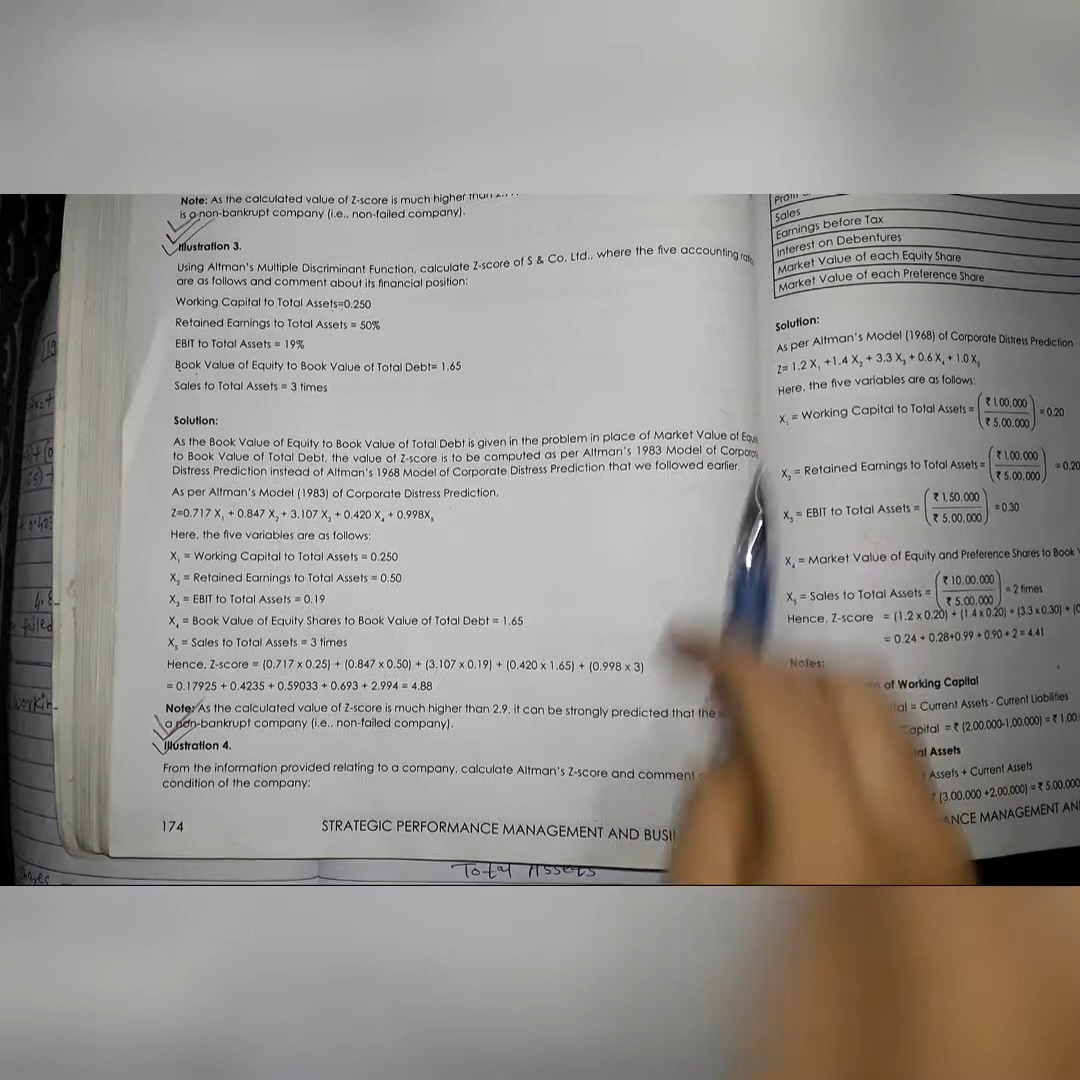 Note: As the calculated value of Z-score is much higher than
is a non-bankrupt company (i.e., non-failed company).
Illustration 3.
Using Altman's Multiple Discriminant Function, calculate Z-score of S & Co. Ltd., where the five accounting
are as follows and comment about its financial position:
Working Capital to Total Assets=0.250
Retained Earnings to Total Assets = 50%
EBIT to Total Assets = 19%
Book Value of Equity to Book Value of Total Debt= 1.65
Sales to Total Assets = 3 times
Solution:
As the Book Value of Equity to Book Value of Total Debt is given in the problem in place of Market Value of
to Book Value of Total Debt, the value of Z-score is to be computed as per Altman's 1983 Model of
Distress Prediction instead of Altman's 1968 Model of Corporate Distress Prediction that we followed earlier.
As per Altman's Model (1983) of Corporate Distress Prediction.
Z=0.717 X₁ + 0.847 X₂ + 3.107 X₃ + 0.420 X₄ + 0.998X₅
Here, the five variables are as follows:
X₁ = Working Capital to Total Assets = 0.250
X₂ = Retained Earnings to Total Assets = 0.50
X₃ = EBIT to Total Assets = 0.19
X₄ = Book Value of Equity Shares to Book Value of Total Debt = 1.65
X₅ = Sales to Total Assets = 3 times
Hence, Z-score = (0.717 x 0.25) + (0.847 x 0.50) + (3.107 x 0.19) + (0.420 x 1.65) + (0.998 x 3)
= 0.17925 + 0.4235 + 0.59033 + 0.693 + 2.994 = 4.88
Note: As the calculated value of Z-score is much higher than 2.9, it can be strongly predicted that the
a non-bankrupt company (i.e., non-failed company).
Illustration 4.
From the information provided relating to a company, calculate Altman's Z-score and comment
condition of the company:
174 STRATEGIC PERFORMANCE MANAGEMENT AND
Total Assets
Sales
Earnings before Tax
Interest on Debentures
Market Value of each Equity Share
Market Value of each Preference Share
Solution:
As per Altman's Model (1968) of Corporate Distress Prediction
Z= 1.2 X₁ +1.4 X₂ + 3.3 X₃ + 0.6 X₄ + 1.0 X₅
Here, the five variables are as follows:
X₁ = Working Capital to Total Assets = (₹ 1,00,000 / ₹ 5,00,000) = 0.20
X₂ = Retained Earnings to Total Assets = (₹ 1,00,000 / ₹ 5,00,000) = 0.20
X₃ = EBIT to Total Assets = (₹ 1,50,000 / ₹ 5,00,000) = 0.30
X₄ = Market Value of Equity and Preference Shares to Book
X₅ = Sales to Total Assets = (₹ 10,00,000 / ₹ 5,00,000) = 2 times
Hence, Z-score = (1.2 x 0.20) + (1.4 x 0.20) + (3.3 x 0.30) +
= 0.24 + 0.28+0.99 + 0.90 + 2 = 4.41
Notes:
of Working Capital
= Current Assets - Current Liabilities
Capital = ₹ (2,00,000-1,00,000) = ₹ 1,00,
Assets
Assets + Current Assets
₹ (3,00,000 +2,00,000) = ₹ 5,00,000
MANAGEMENT